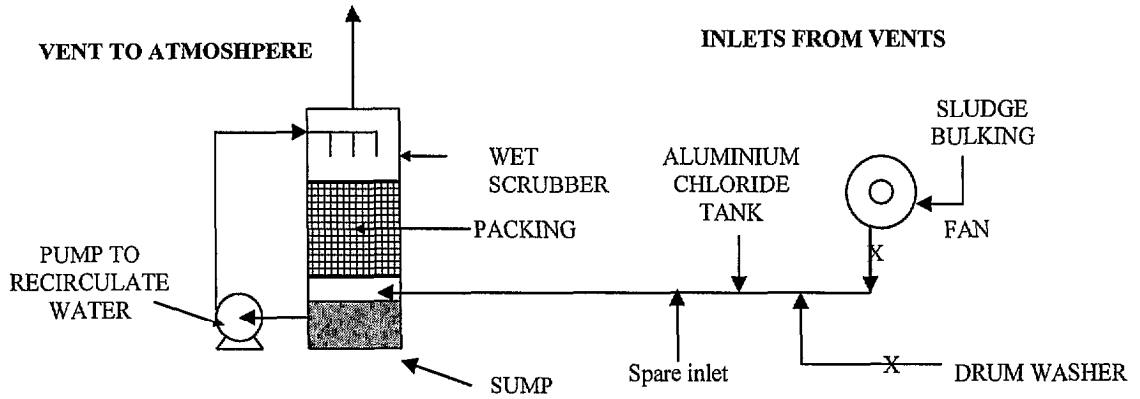 VENT TO ATMOSHPERE
INLETS FROM VENTS
SLUDGE
BULKING
ALUMINIUM
CHLORIDE
TANK
WET
SCRUBBER
FAN
PACKING
X
PUMP TO
RECIRCULATE
WATER
Spare inlet
X
DRUM WASHER
SUMP